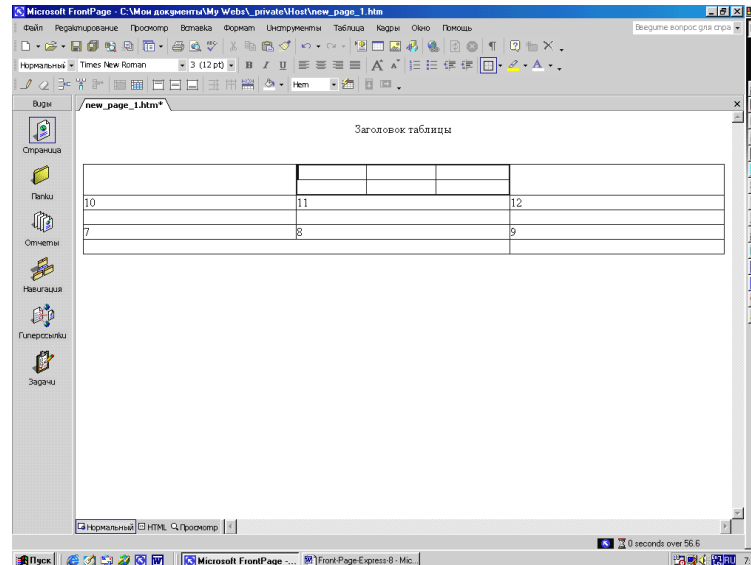 Microsoft FrontPage - C:\Мои документы\My Webs\_private\Host\new_page_1.htm
Файл Редактирование Просмотр Вставка Формат Инструменты Таблица Кадры Окно Помощь
Введите вопрос для спра
Нормальный Times New Roman 3 (12 pt) Нет
Виды
new_page_1.htm*
Страница
Папки
Отчеты
Навигация
Гиперссылки
Задачи
Заголовок таблицы
10 11 12
7 8 9
Нормальный HTML Просмотр
0 seconds over 56.6
Пуск Microsoft FrontPage -... Front-Page-Express-8 - Mic... RU 7: